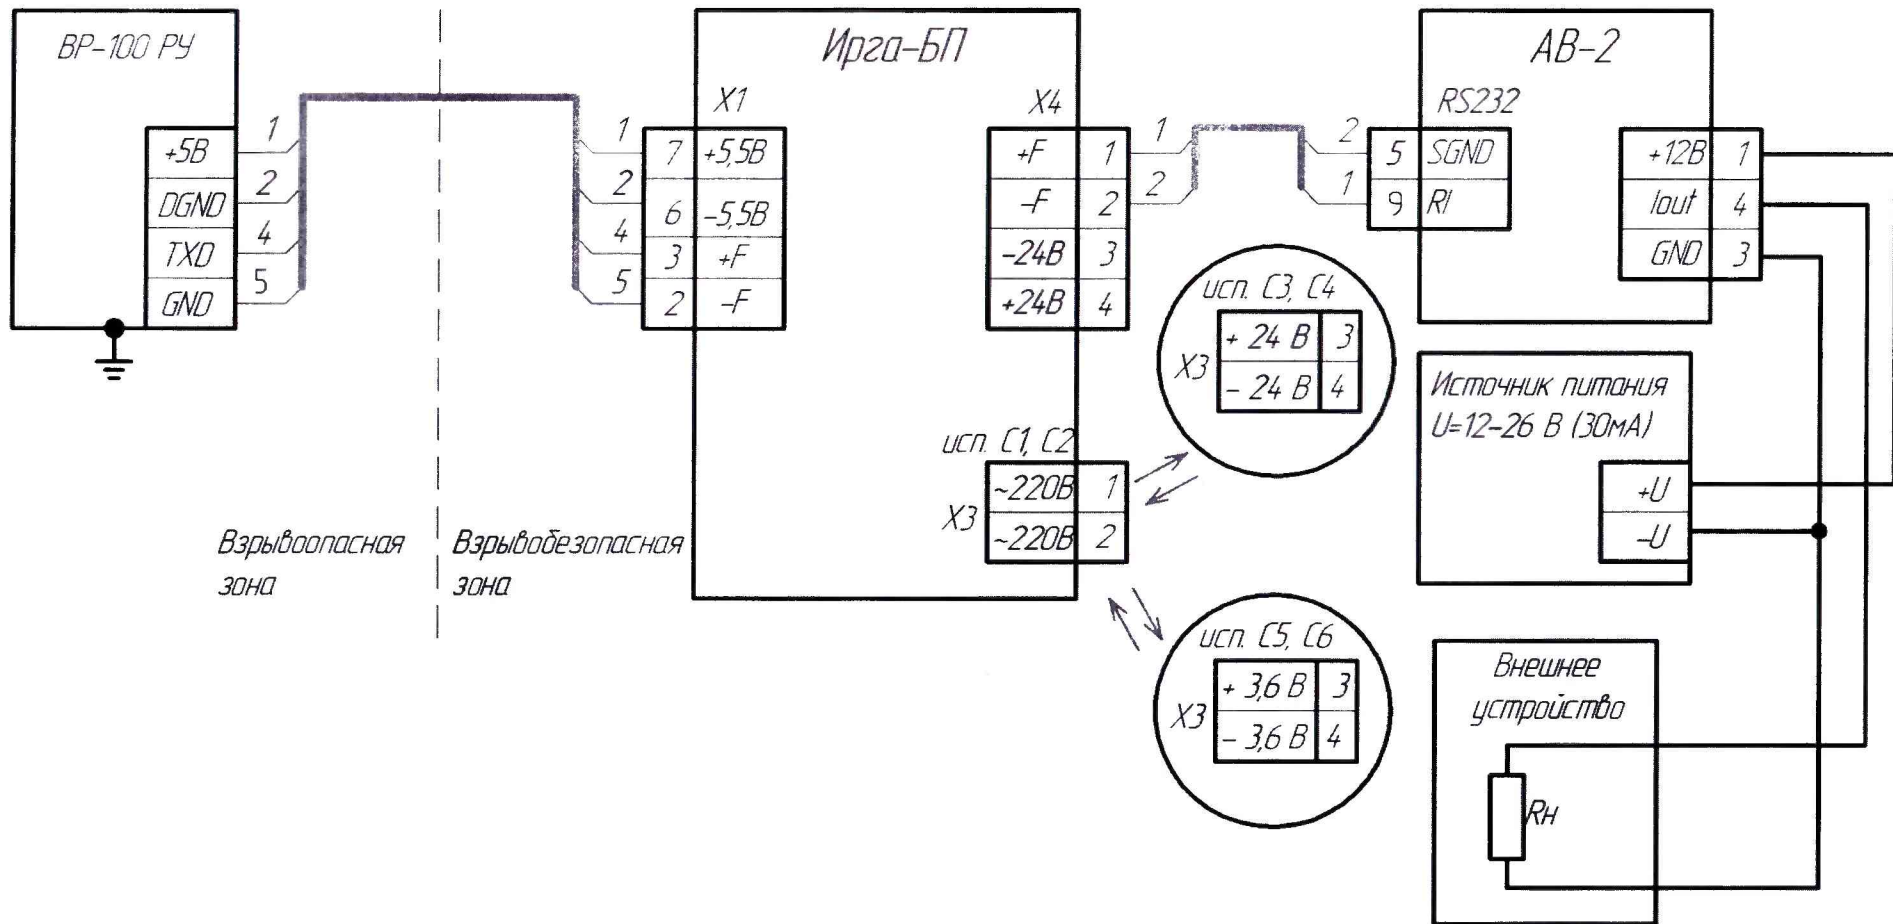 ВР-100 РУ
+5В
DGND
TXD
GND
1
2
4
5
Взрывоопасная
зона
Взрывобезопасная
зона
Ирга-БП
X1
1
2
4
5
7 +5,5В
6 -5,5В
3 +F
2 -F
X4
+F 1
-F 2
-24В 3
+24В 4
1
2
исп. С1, С2
X3
~220В 1
~220В 2
исп. С3, С4
X3
+ 24 В 3
- 24 В 4
исп. С5, С6
X3
+ 3,6 В 3
- 3,6 В 4
АВ-2
RS232
2
1
5 SGND
9 RI
+12В 1
Iout 4
GND 3
Источник питания
U=12-26 В (30мА)
+U
-U
Внешнее
устройство
Rн